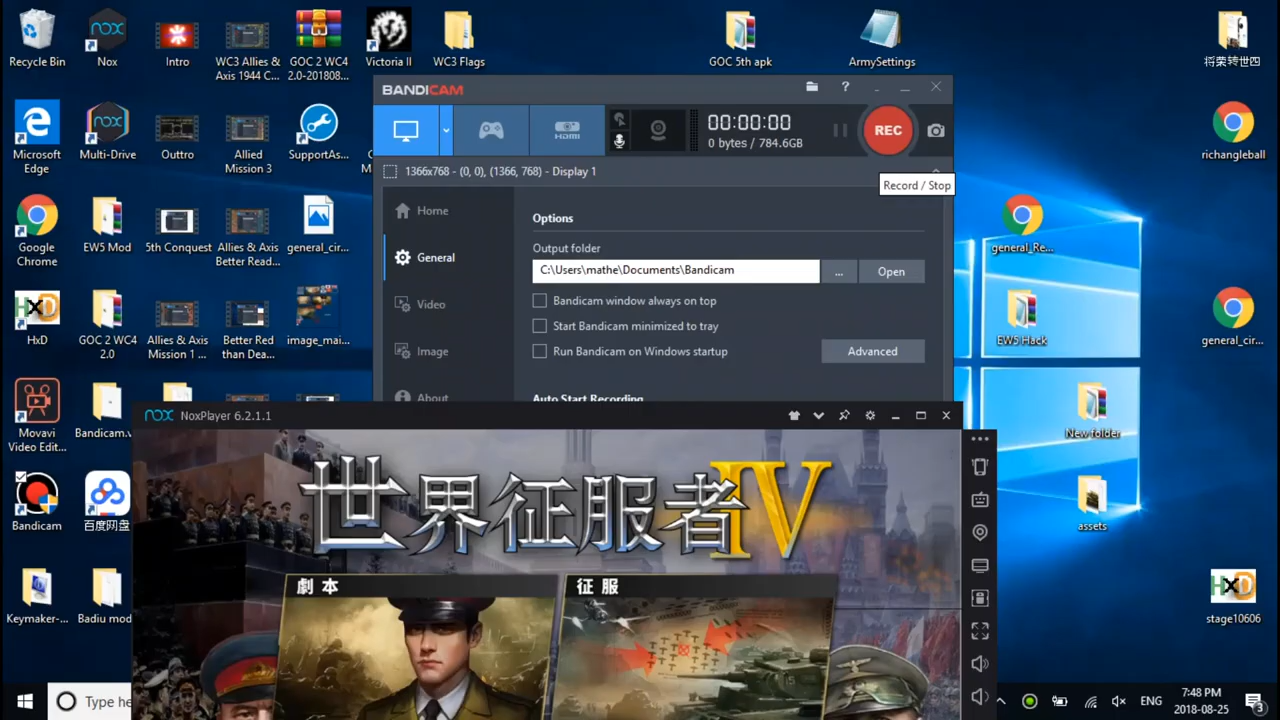 Recycle Bin
Nox
Intro
WC3 Allies &
Axis 1944 C...
GOC 2 WC4
2.0-201808...
Victoria II
WC3 Flags
GOC 5th apk
ArmySettings
将荣转世四
Microsoft
Edge
Multi-Drive
Outtro
Allied
Mission 3
SupportAs...
richangleball
Google
Chrome
EW5 Mod
5th Conquest
Allies & Axis
Better Read...
general_cir...
general_Re...
HxD
GOC 2 WC4
2.0
Allies & Axis
Mission 1 ...
Better Red
than Dea...
image_mai...
EW5 Hack
general_cir...
Movavi
Video Edit...
Bandicam.v
New folder
Bandicam
百度网盘
assets
Keymaker-...
Badiu mod
stage10606
BANDICAM
?
HDMI
00:00:00
0 bytes / 784.6GB
REC
1366x768 - (0, 0), (1366, 768) - Display 1
Record / Stop
Home
General
Video
Image
About
Options
Output folder
C:\Users\mathe\Documents\Bandicam
...
Open
Bandicam window always on top
Start Bandicam minimized to tray
Run Bandicam on Windows startup
Advanced
Auto Start Recording
nox NoxPlayer 6.2.1.1
世界征服者IV
劇本
征服
Type he
ENG
7:48 PM
2018-08-25
3